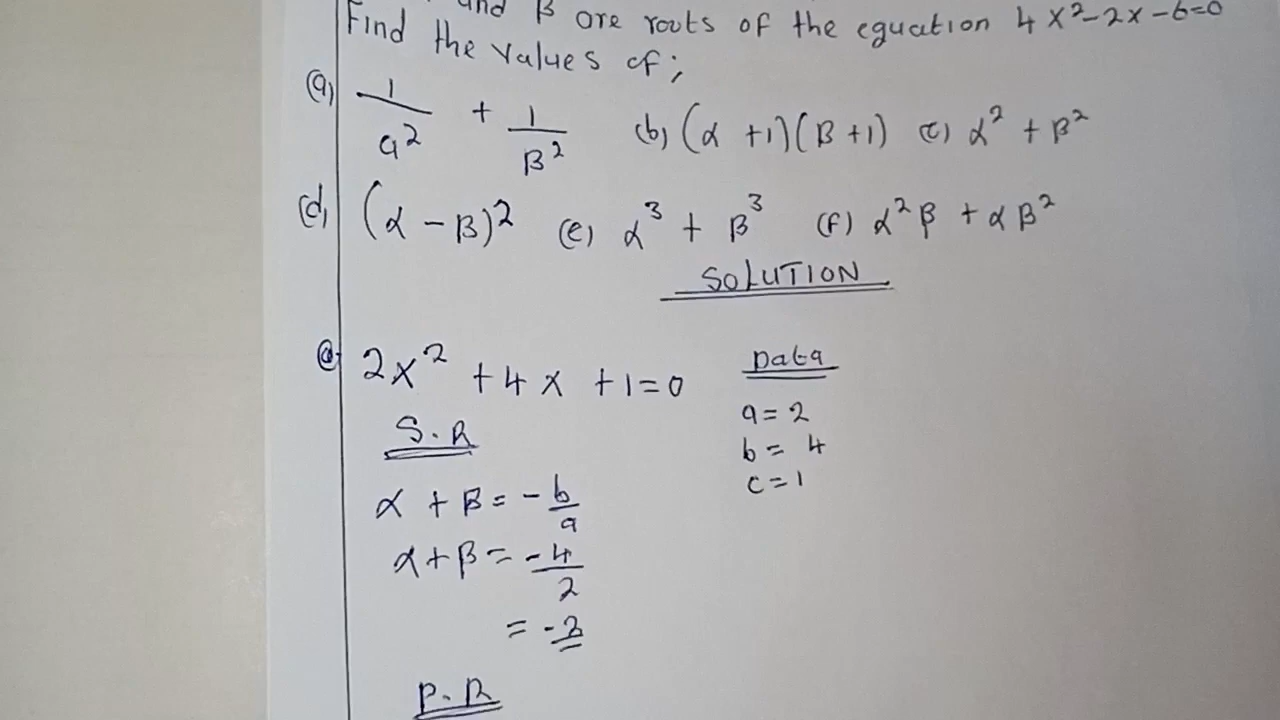 and β are roots of the equation 4x²-2x-6=0
Find the values of;
(a) 1/a² + 1/β² (b) (α+1)(β+1) (c) α² + β²
(d) (α-β)² (e) α³ + β³ (f) α²β + αβ²
SOLUTION
(a) 2x² + 4x + 1 = 0 Data
S.R a = 2
b = 4
c = 1
α + β = -b/a
α + β = -4/2
= -2
P.R